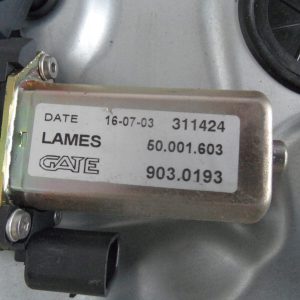 DATE 16-07-03 311424
LAMES 50.001.603
GATE 903.0193